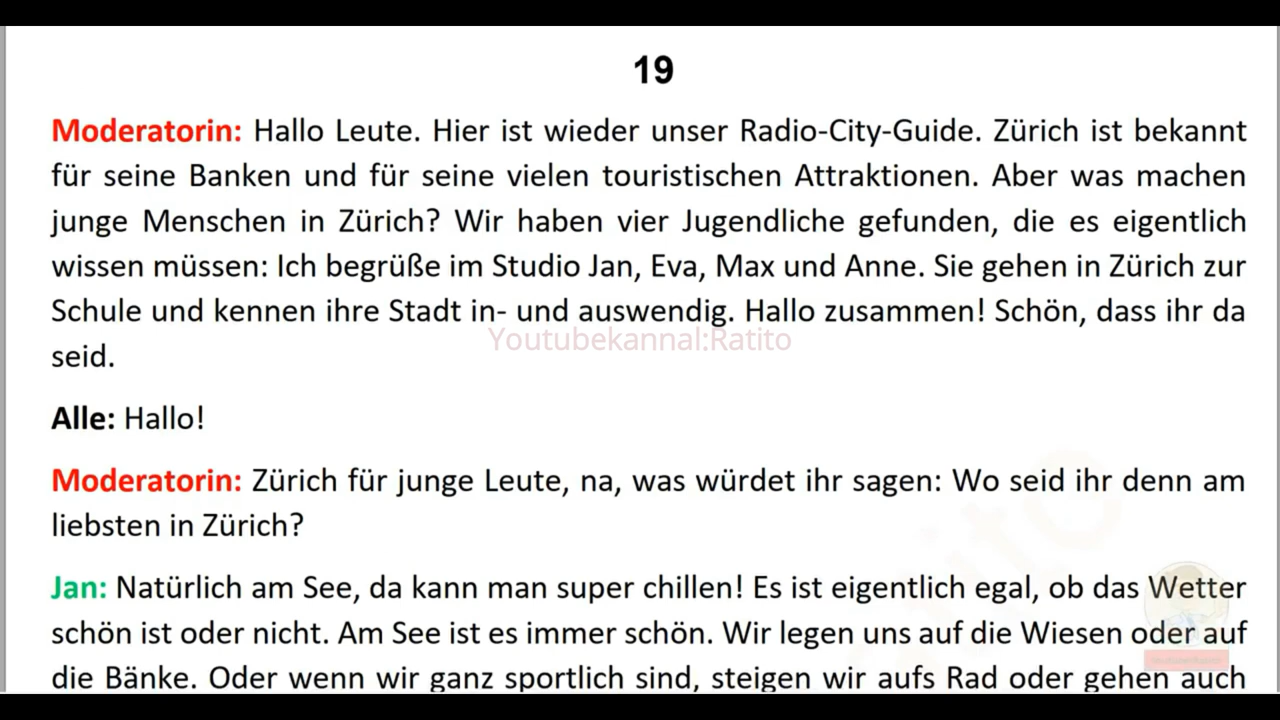 19
Moderatorin: Hallo Leute. Hier ist wieder unser Radio-City-Guide. Zürich ist bekannt
für seine Banken und für seine vielen touristischen Attraktionen. Aber was machen
junge Menschen in Zürich? Wir haben vier Jugendliche gefunden, die es eigentlich
wissen müssen: Ich begrüße im Studio Jan, Eva, Max und Anne. Sie gehen in Zürich zur
Schule und kennen ihre Stadt in- und auswendig. Hallo zusammen! Schön, dass ihr da
Youtubekannal:Ratito
seid.
Alle: Hallo!
Moderatorin: Zürich für junge Leute, na, was würdet ihr sagen: Wo seid ihr denn am
liebsten in Zürich?
Jan: Natürlich am See, da kann man super chillen! Es ist eigentlich egal, ob das Wetter
schön ist oder nicht. Am See ist es immer schön. Wir legen uns auf die Wiesen oder auf
die Bänke. Oder wenn wir ganz sportlich sind, steigen wir aufs Rad oder gehen auch